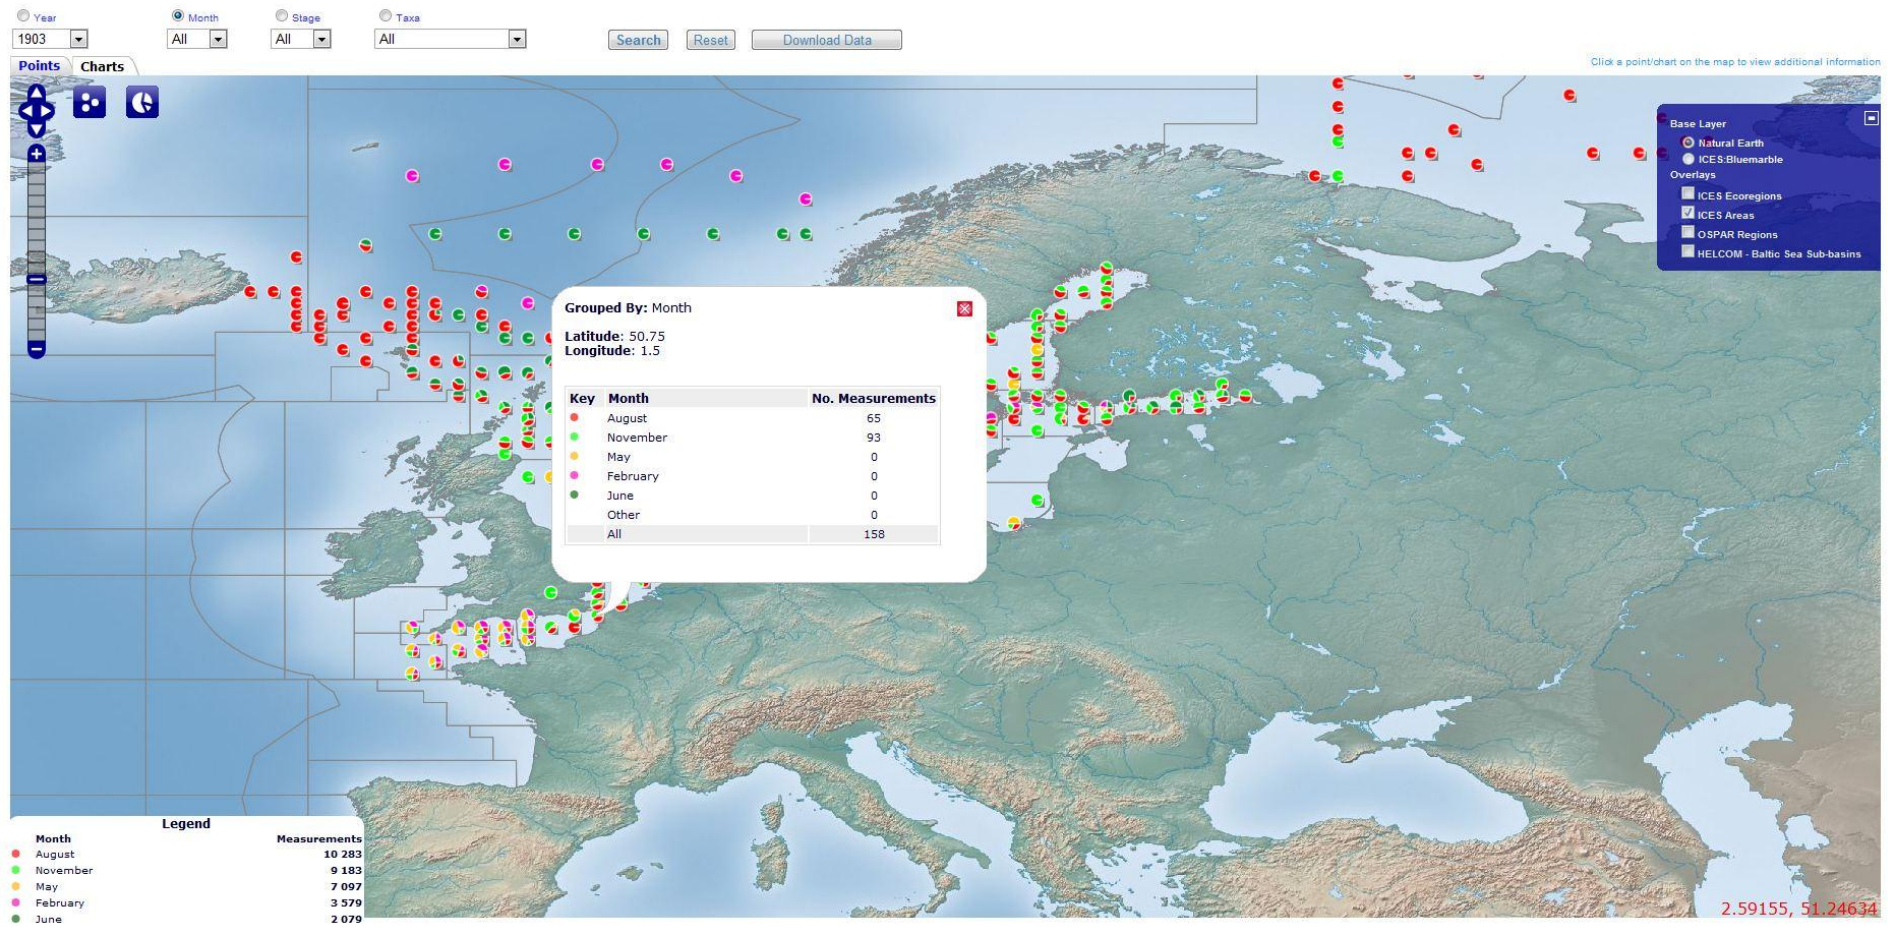 Year Month Stage Taxa
1903 All All All Search Reset Download Data
Points Charts
Click a point/chart on the map to view additional information
Base Layer
Natural Earth
ICES:Bluemarble
Overlays
ICES Ecoregions
ICES Areas
OSPAR Regions
HELCOM - Baltic Sea Sub-basins
Grouped By: Month
Latitude: 50.75
Longitude: 1.5
Key Month No. Measurements
August 65
November 93
May 0
February 0
June 0
Other 0
All 158
Legend
Month Measurements
August 10 283
November 9 183
May 7 097
February 3 579
June 2 079
2.59155, 51.24634